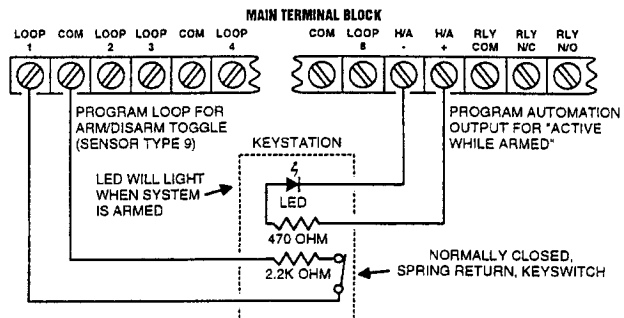 MAIN TERMINAL BLOCK
LOOP 1 COM LOOP 2 LOOP 3 COM LOOP 4 COM LOOP 8 H/A - H/A + RLY COM RLY N/C RLY N/O
PROGRAM LOOP FOR
ARM/DISARM TOGGLE
(SENSOR TYPE 9)
PROGRAM AUTOMATION
OUTPUT FOR "ACTIVE
WHILE ARMED"
KEYSTATION
LED WILL LIGHT
WHEN SYSTEM
IS ARMED
LED
470 OHM
2.2K OHM
NORMALLY CLOSED,
SPRING RETURN, KEYSWITCH